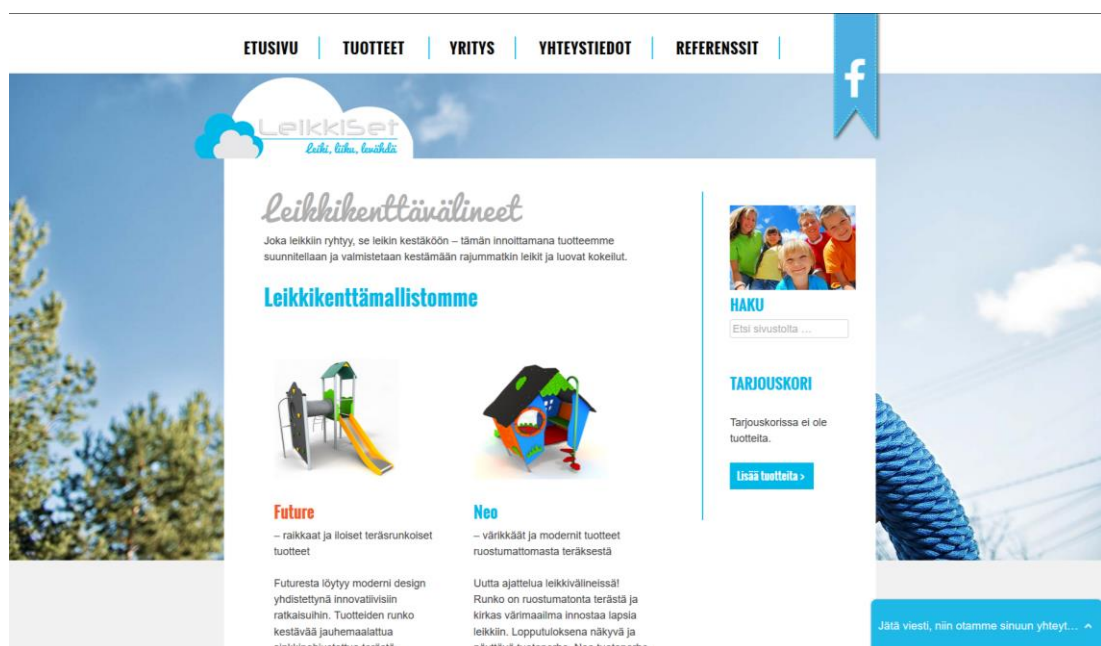 ETUSIVU
TUOTTEET
YRITYS
YHTEYSTIEDOT
REFERENSSIT
f
LeikkiSet
Leiki, liiku, levähdä
Leikkikenttävälineet
Joka leikkiin ryhtyy, se leikin kestäköön – tämän innoittamana tuotteemme
suunnitellaan ja valmistetaan kestämään rajummatkin leikit ja luovat kokeilut.
Leikkikenttämallistomme
Future
– raikkaat ja iloiset teräsrunkoiset
tuotteet
Futuresta löytyy moderni design
yhdistettynä innovatiivisiin
ratkaisuihin. Tuotteiden runko
kestävää jauhemaalattua
Neo
– värikkäät ja modernit tuotteet
ruostumattomasta teräksestä
Uutta ajattelua leikkivälineissä!
Runko on ruostumatonta terästä ja
kirkas värimaailma innostaa lapsia
leikkiin. Lopputuloksena näkyvä ja
HAKU
Etsi sivustolta …
TARJOUSKORI
Tarjouskorissa ei ole
tuotteita.
Lisää tuotteita >
Jätä viesti, niin otamme sinuun yhteyt…